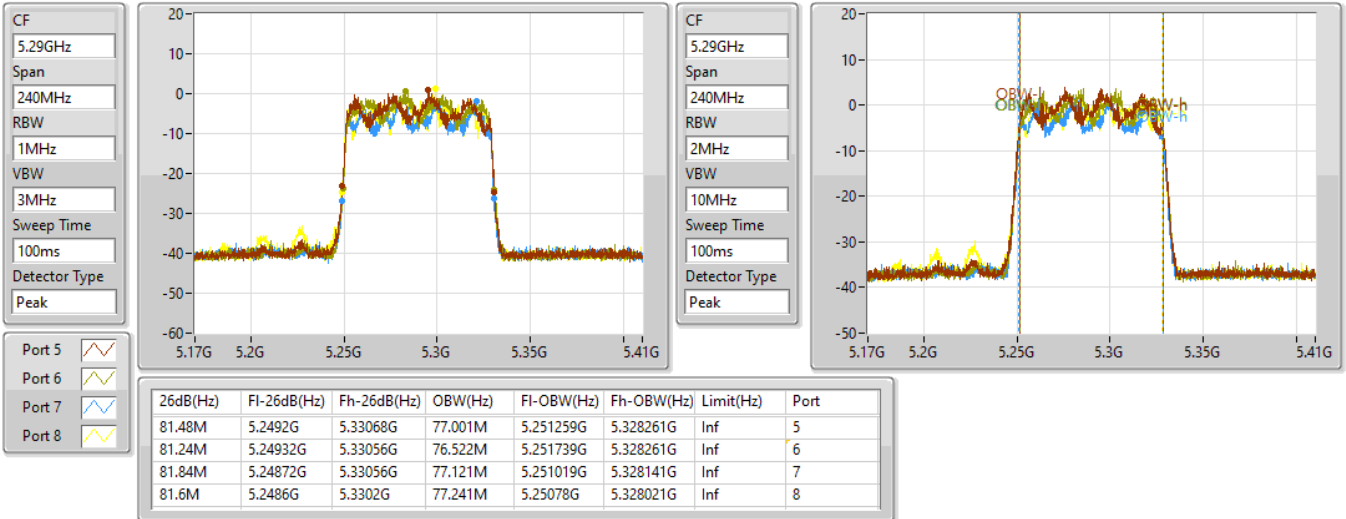 CF
5.29GHz
Span
240MHz
RBW
1MHz
VBW
3MHz
Sweep Time
100ms
Detector Type
Peak
20
10
0
-10
-20
-30
-40
-50
-60
5.17G 5.2G 5.25G 5.3G 5.35G 5.41G
CF
5.29GHz
Span
240MHz
RBW
2MHz
VBW
10MHz
Sweep Time
100ms
Detector Type
Peak
20
10
0
-10
-20
-30
-40
-50
5.17G 5.2G 5.25G 5.3G 5.35G 5.41G
OBW-h
Port 5
Port 6
Port 7
Port 8
26dB(Hz) Fl-26dB(Hz) Fh-26dB(Hz) OBW(Hz) Fl-OBW(Hz) Fh-OBW(Hz) Limit(Hz) Port
81.48M 5.2492G 5.33068G 77.001M 5.251259G 5.328261G Inf 5
81.24M 5.24932G 5.33056G 76.522M 5.251739G 5.328261G Inf 6
81.84M 5.24872G 5.33056G 77.121M 5.251019G 5.328141G Inf 7
81.6M 5.2486G 5.3302G 77.241M 5.25078G 5.328021G Inf 8